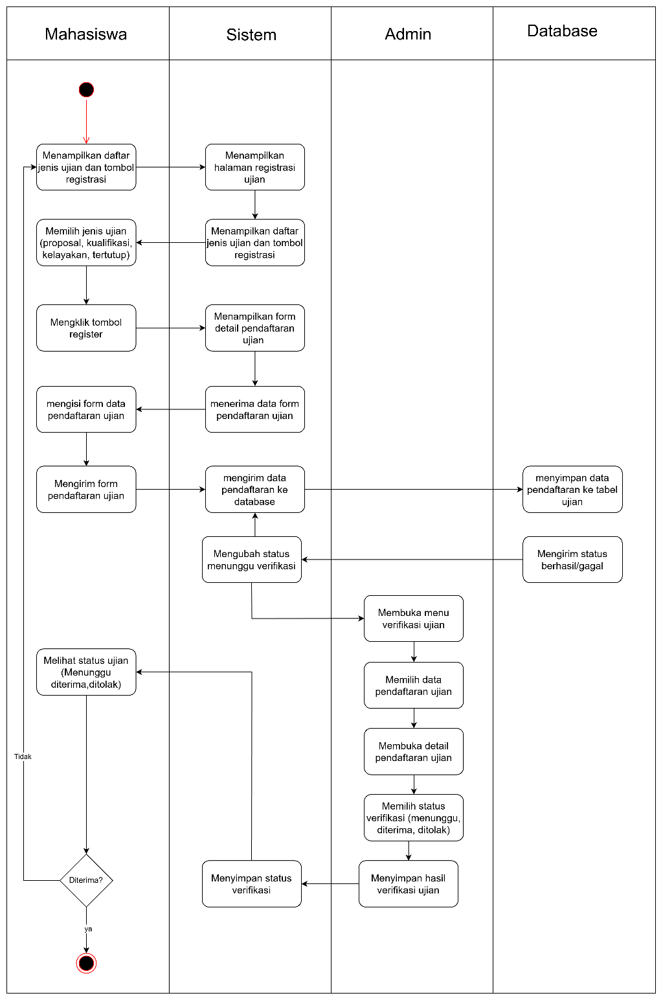 Mahasiswa
Sistem
Admin
Database
Menampilkan daftar
jenis ujian dan tombol
registrasi
Menampilkan
halaman registrasi
ujian
Memilih jenis ujian
(proposal, kualifikasi,
kelayakan, tertutup)
Menampilkan daftar
jenis ujian dan tombol
registrasi
Mengklik tombol
register
Menampilkan form
detail pendaftaran
ujian
mengisi form data
pendaftaran ujian
menerima data form
pendaftaran ujian
Mengirim form
pendaftaran ujian
mengirim data
pendaftaran ke
database
menyimpan data
pendaftaran ke tabel
ujian
Mengubah status
menunggu verifikasi
Mengirim status
berhasil/gagal
Membuka menu
verifikasi ujian
Melihat status ujian
(Menunggu
diterima,ditolak)
Memilih data
pendaftaran ujian
Membuka detail
pendaftaran ujian
Tidak
Memilih status
verifikasi (menunggu,
diterima, ditolak)
Diterima?
Menyimpan status
verifikasi
Menyimpan hasil
verifikasi ujian
ya